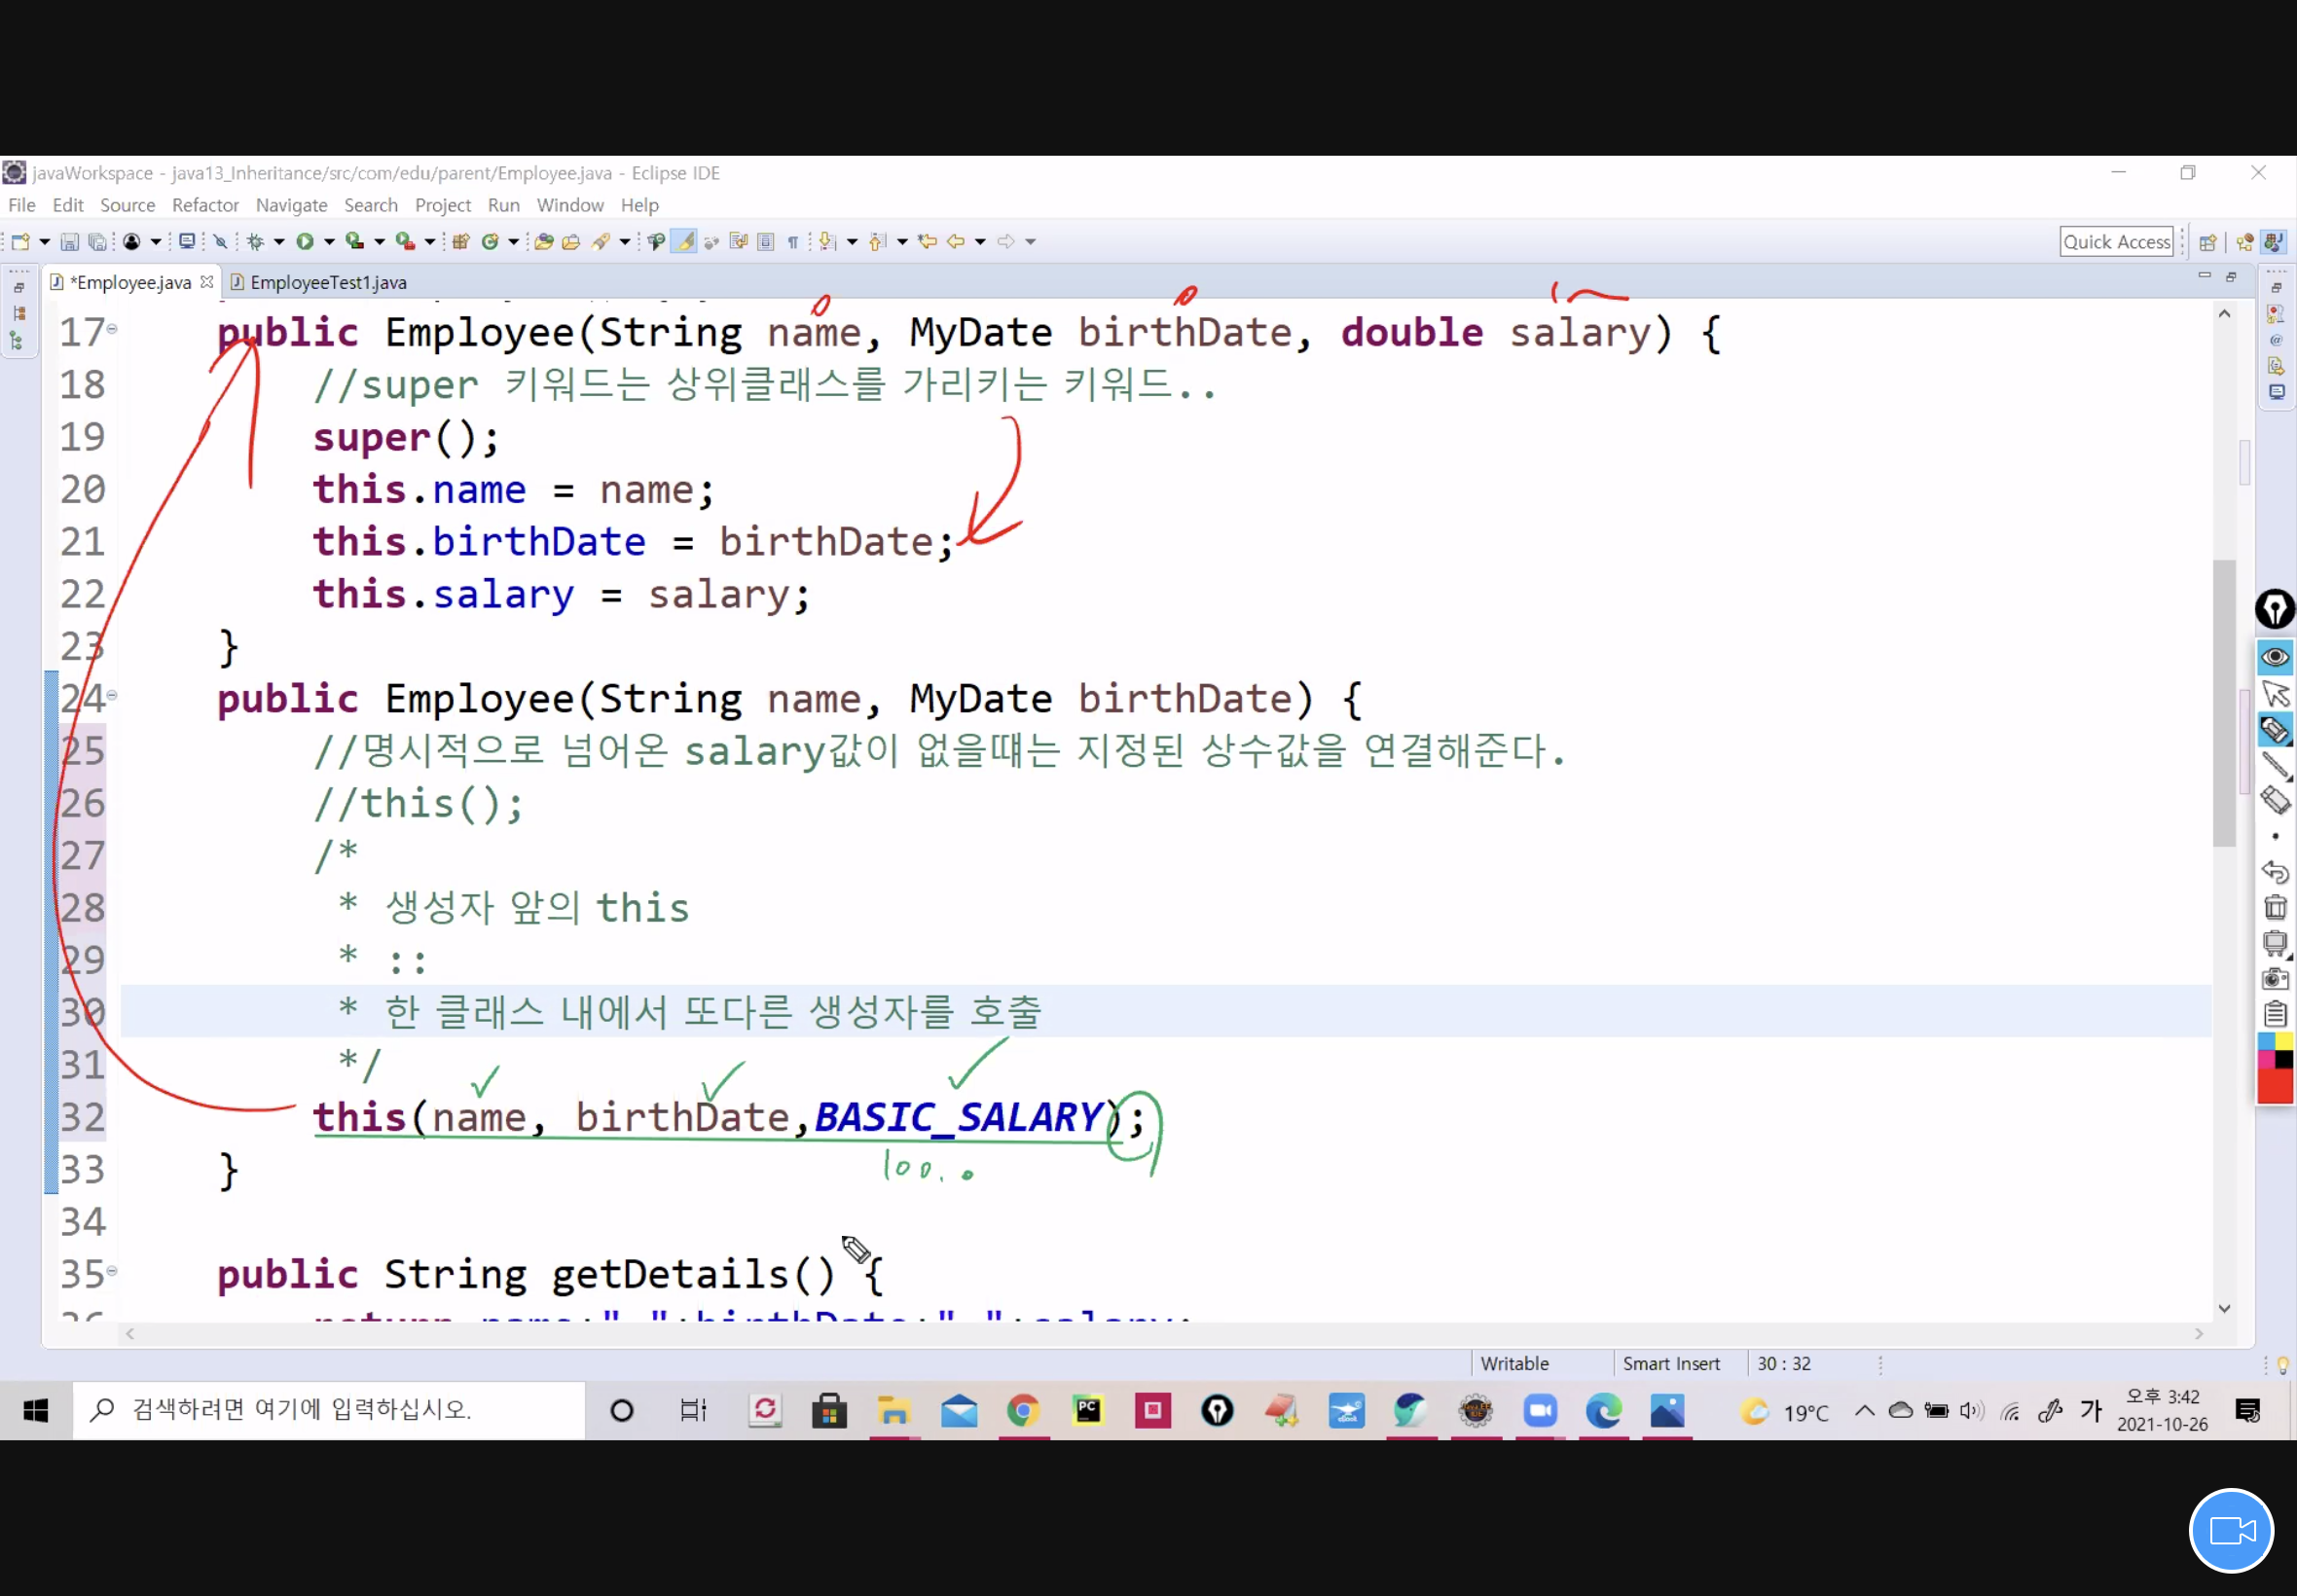 javaWorkspace - java13_Inheritance/src/com/edu/parent/Employee.java - Eclipse IDE
File Edit Source Refactor Navigate Search Project Run Window Help
Quick Access
*Employee.java EmployeeTest1.java
17 public Employee(String name, MyDate birthDate, double salary) {
18 //super 키워드는 상위클래스를 가리키는 키워드..
19 super();
20 this.name = name;
21 this.birthDate = birthDate;
22 this.salary = salary;
23 }
24 public Employee(String name, MyDate birthDate) {
25 //명시적으로 넘어온 salary값이 없을떄는 지정된 상수값을 연결해준다.
26 //this();
27 /*
28 * 생성자 앞의 this
29 * ::
30 * 한 클래스 내에서 또다른 생성자를 호출
31 */
32 this(name, birthDate,BASIC_SALARY);
100..
33 }
34
35 public String getDetails() {
36 return name+" "+birthDate+" "+salary;
Writable Smart Insert 30 : 32
검색하려면 여기에 입력하십시오.
PC
19°C 가 오후 3:42
2021-10-26